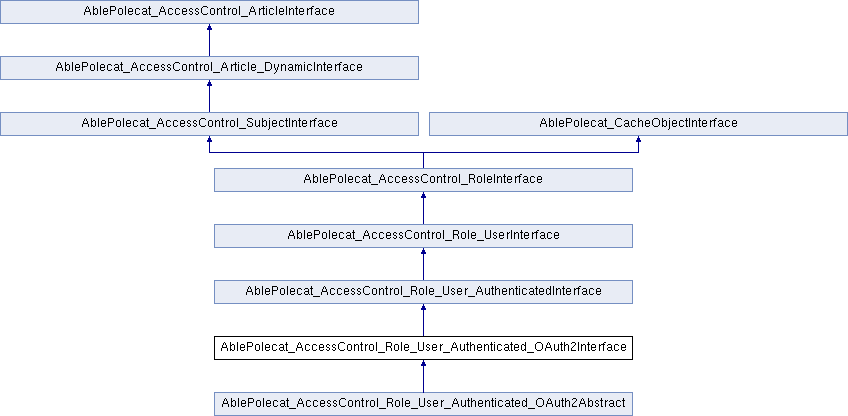 AblePolecat_AccessControl_ArticleInterface
AblePolecat_AccessControl_Article_DynamicInterface
AblePolecat_AccessControl_SubjectInterface
AblePolecat_CacheObjectInterface
AblePolecat_AccessControl_RoleInterface
AblePolecat_AccessControl_Role_UserInterface
AblePolecat_AccessControl_Role_User_AuthenticatedInterface
AblePolecat_AccessControl_Role_User_Authenticated_OAuth2Interface
AblePolecat_AccessControl_Role_User_Authenticated_OAuth2Abstract